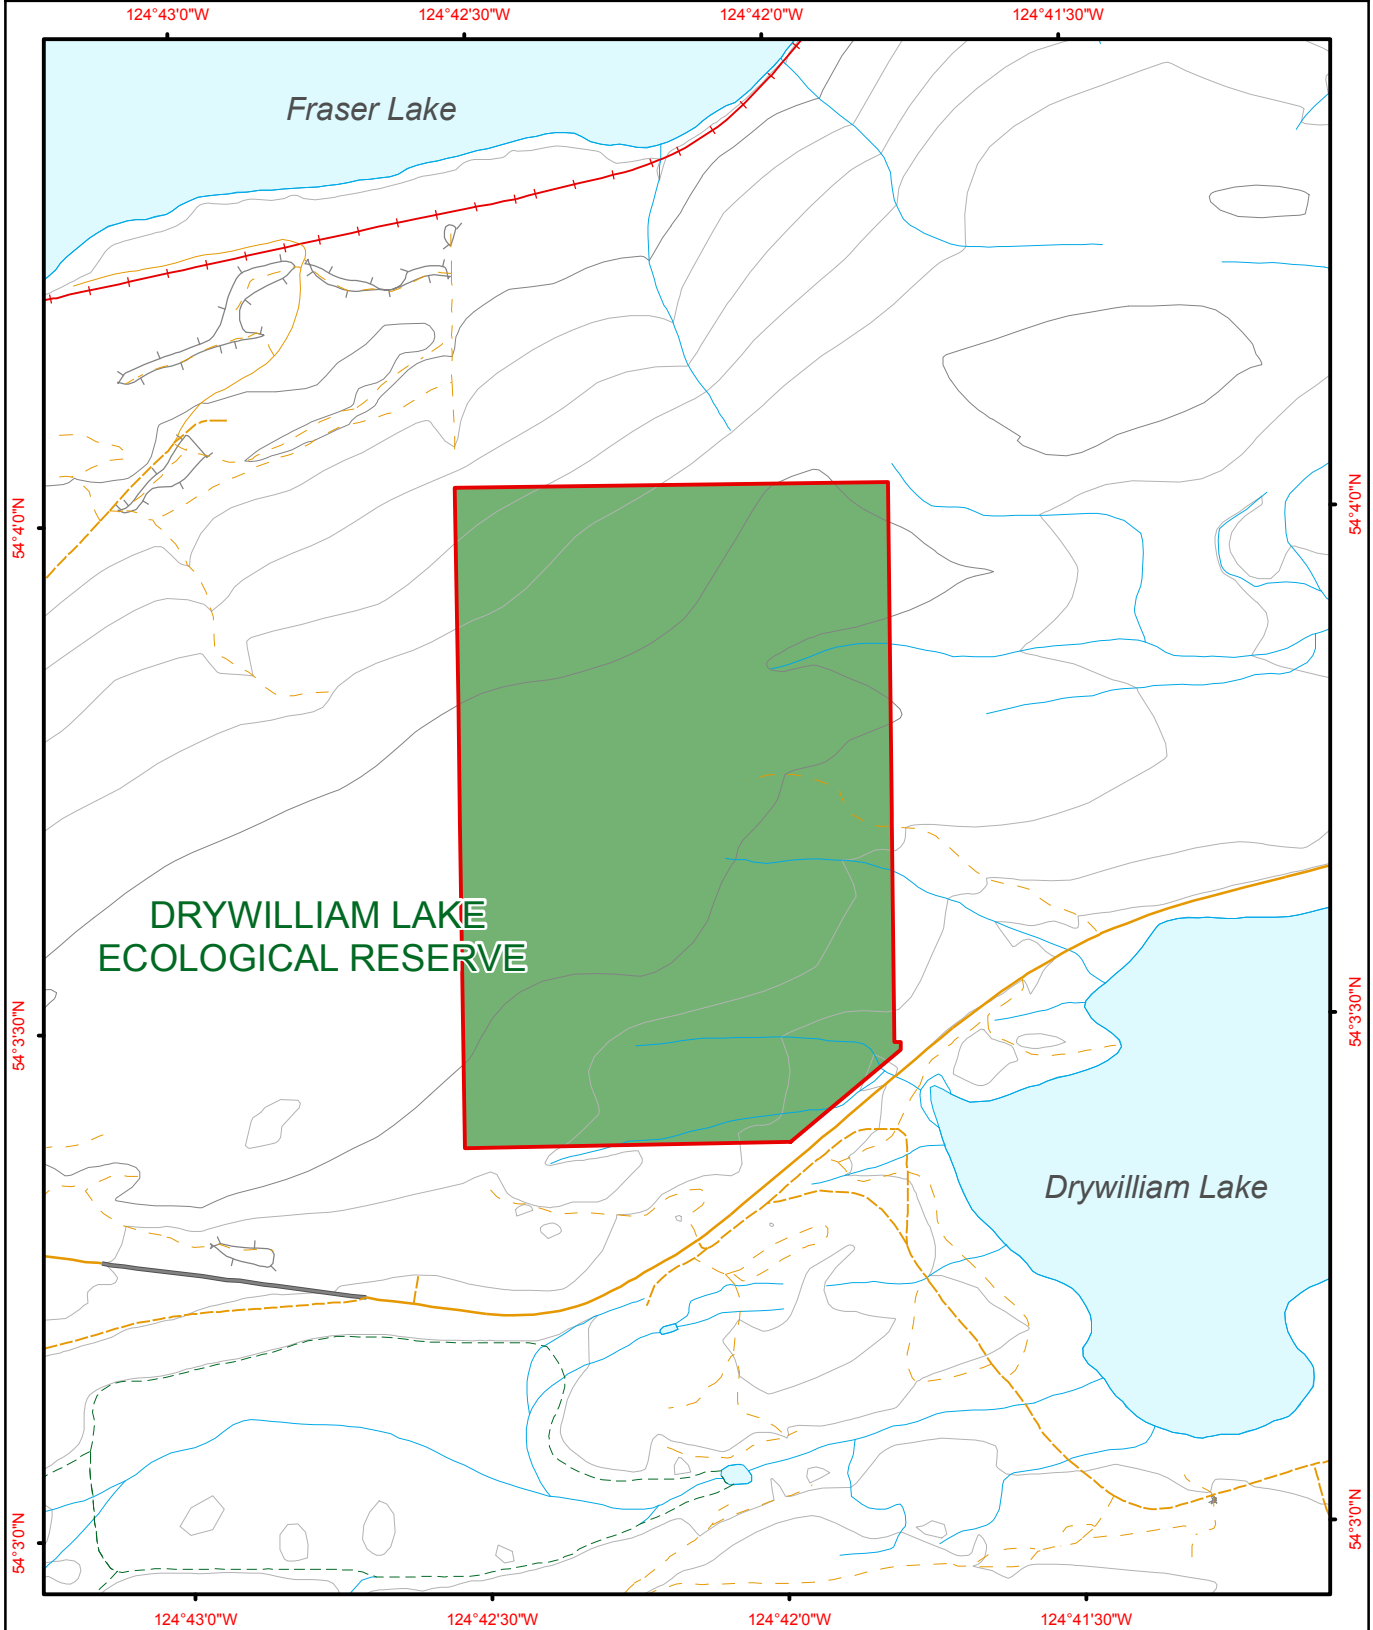 124°43'0"W 124°42'30"W 124°42'0"W 124°41'30"W
Fraser Lake
54°4'0"N 54°4'0"N
DRYWILLIAM LAKE
ECOLOGICAL RESERVE
54°3'30"N 54°3'30"N
Drywilliam Lake
54°3'0"N 54°3'0"N
124°43'0"W 124°42'30"W 124°42'0"W 124°41'30"W